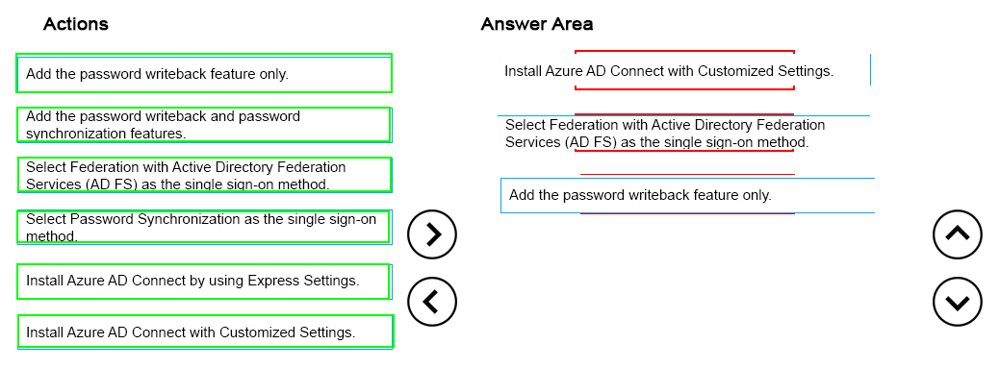 Actions
Add the password writeback feature only.
Add the password writeback and password
synchronization features.
Select Federation with Active Directory Federation
Services (AD FS) as the single sign-on method.
Select Password Synchronization as the single sign-on
method.
Install Azure AD Connect by using Express Settings.
Install Azure AD Connect with Customized Settings.
Answer Area
Install Azure AD Connect with Customized Settings.
Select Federation with Active Directory Federation
Services (AD FS) as the single sign-on method.
Add the password writeback feature only.